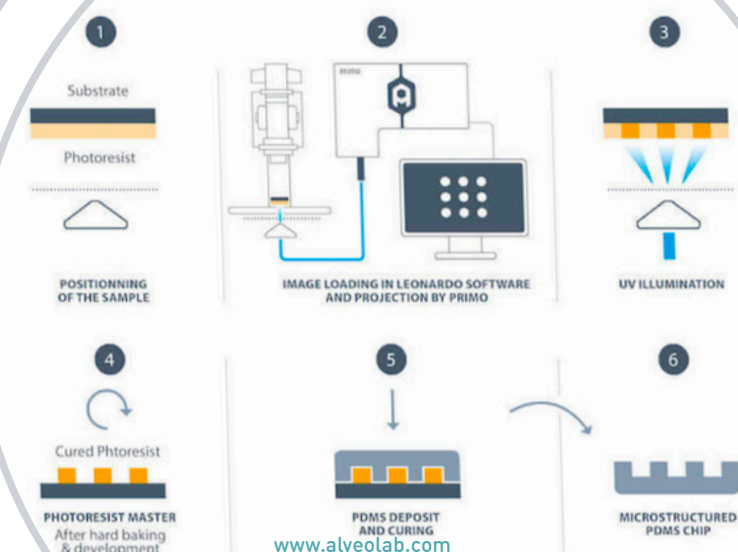 1
2
3
Substrate
Photoresist
POSITIONNING
OF THE SAMPLE
IMAGE LOADING IN LEONARDO SOFTWARE
AND PROJECTION BY PRIMO
UV ILLUMINATION
4
5
6
Cured Phtoresist
PHOTORESIST MASTER
After hard baking
& development
PDMS DEPOSIT
AND CURING
MICROSTRUCTURED
PDMS CHIP
www.alveolab.com